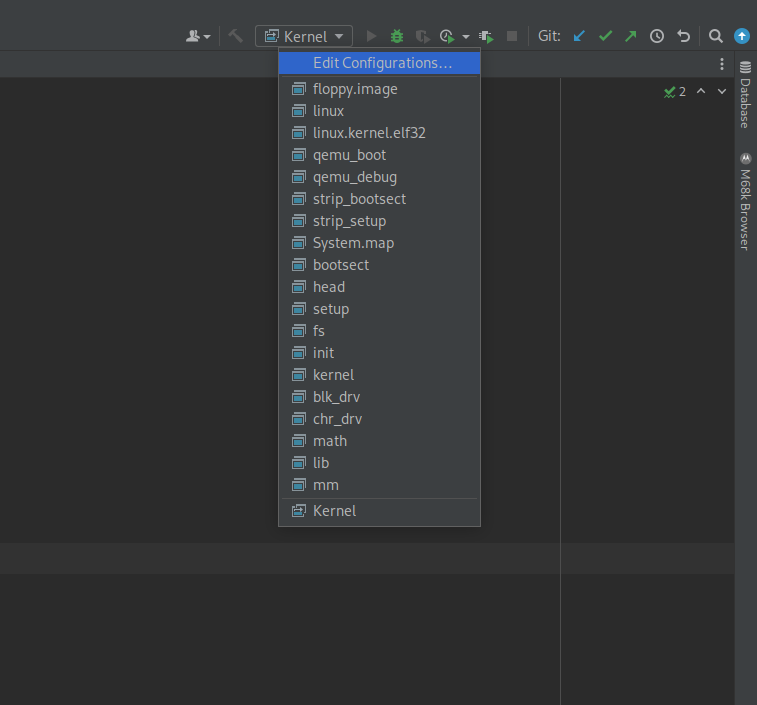 Kernel
Git:
Edit Configurations...
floppy.image
linux
linux.kernel.elf32
qemu_boot
qemu_debug
strip_bootsect
strip_setup
System.map
bootsect
head
setup
fs
init
kernel
blk_drv
chr_drv
math
lib
mm
Kernel
2
Database
M68k Browser